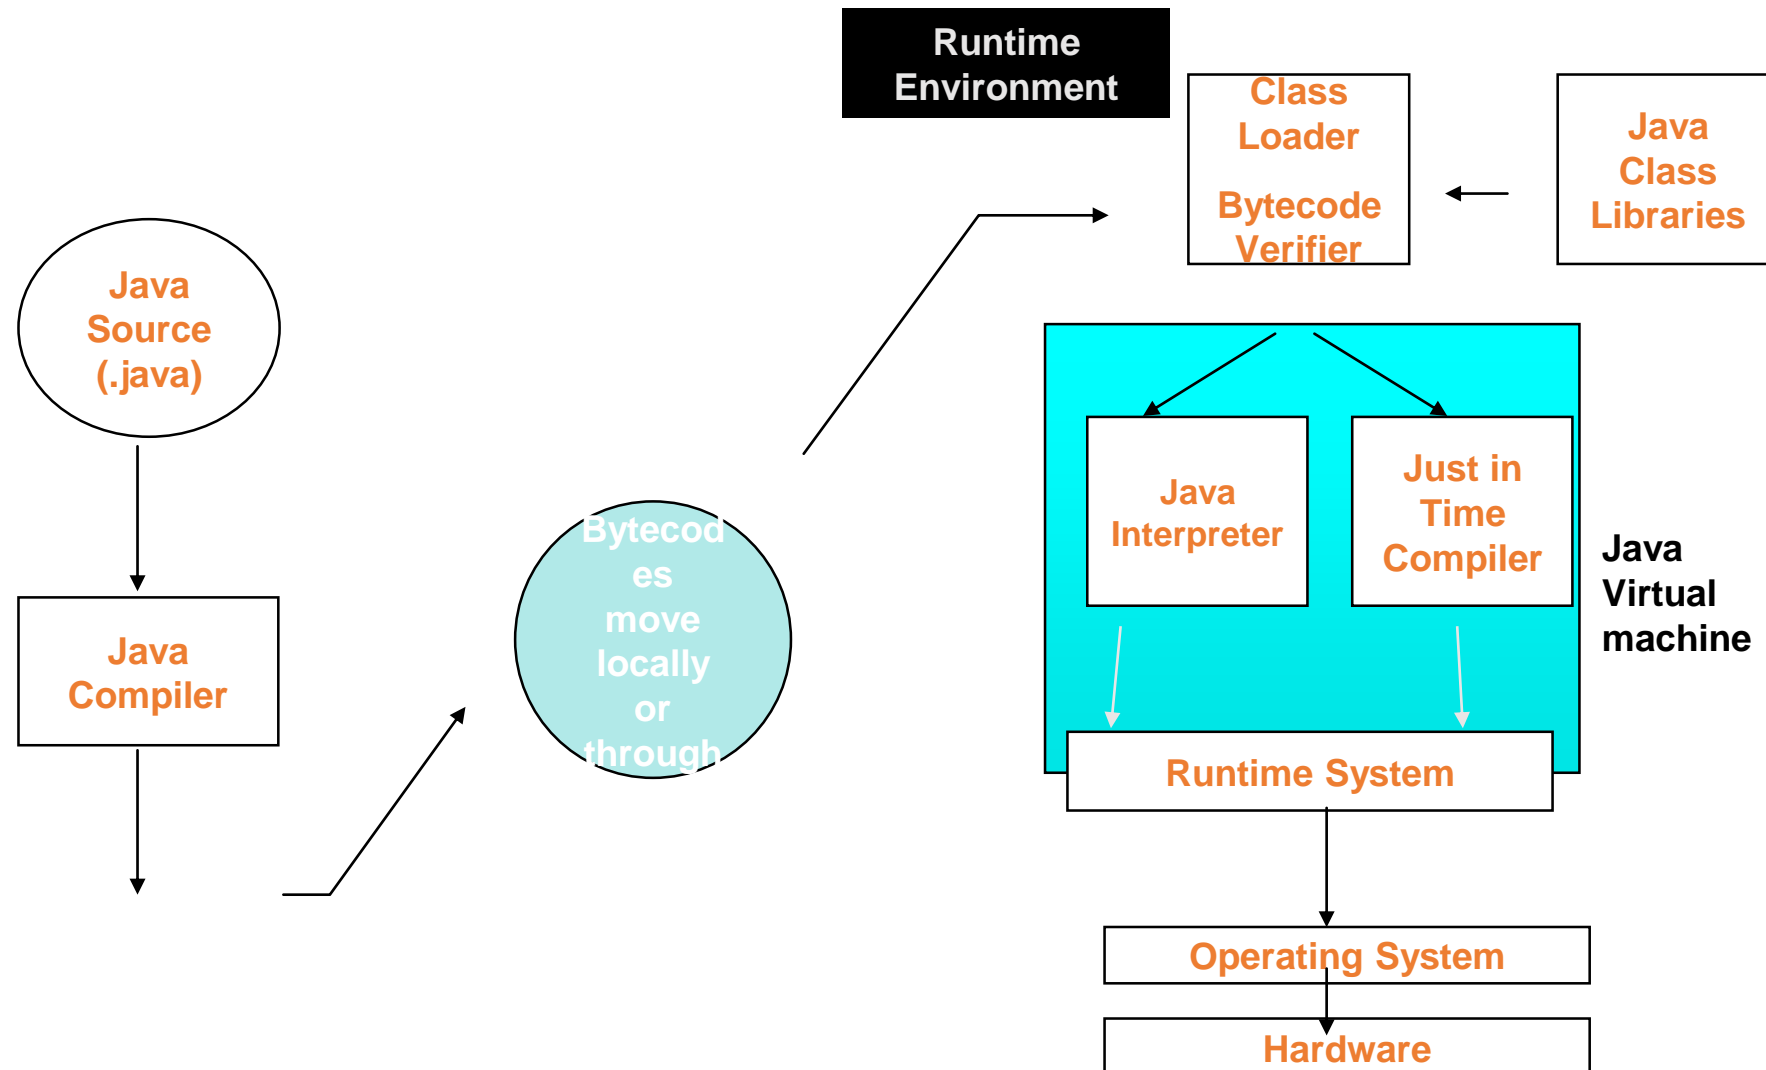 Runtime
Environment
Class
Loader
Bytecode
Verifier
Java
Class
Libraries
Java
Source
(.java)
Java
Compiler
Bytecod
es
move
locally
or
through
Java
Interpreter
Just in
Time
Compiler
Java
Virtual
machine
Runtime System
Operating System
Hardware